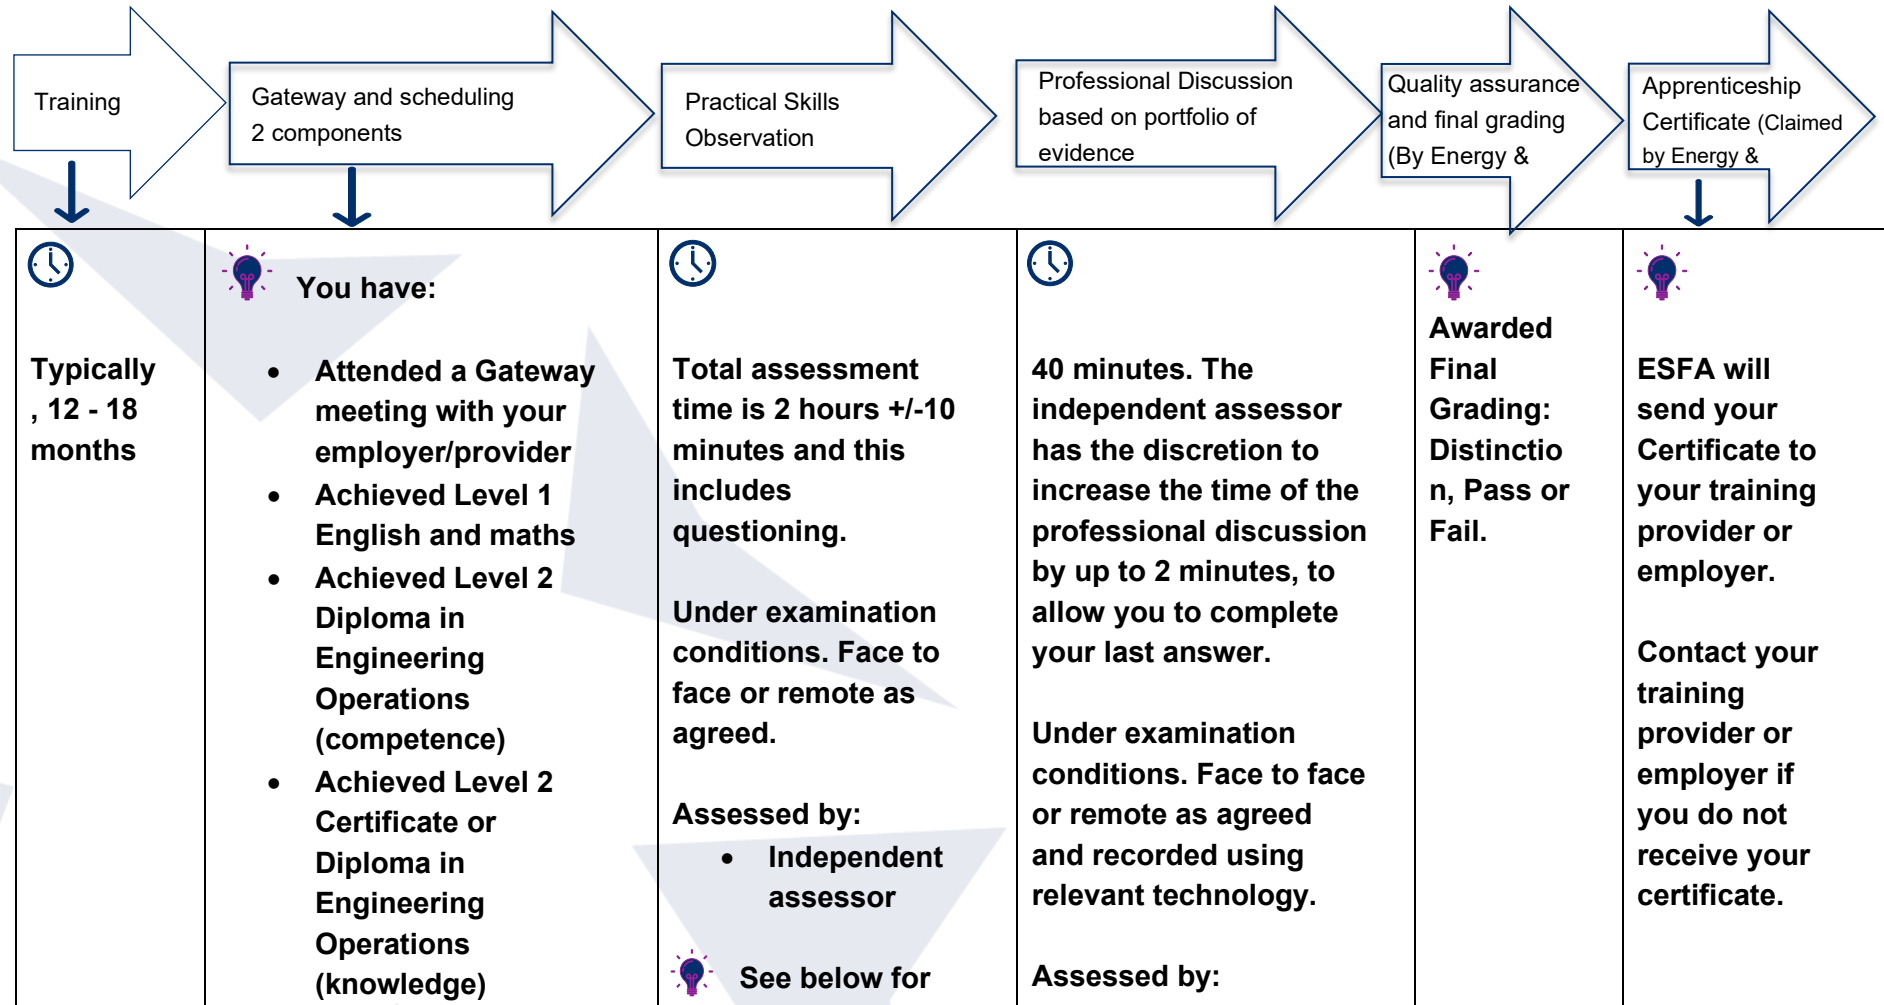 Training
Gateway and scheduling
2 components
Practical Skills
Observation
Professional Discussion
based on portfolio of
evidence
Quality assurance
and final grading
(By Energy &
Apprenticeship
Certificate (Claimed
by Energy &
Typically
, 12 - 18
months
You have:
• Attended a Gateway
meeting with your
employer/provider
• Achieved Level 1
English and maths
• Achieved Level 2
Diploma in
Engineering
Operations
(competence)
• Achieved Level 2
Certificate or
Diploma in
Engineering
Operations
(knowledge)
Total assessment
time is 2 hours +/-10
minutes and this
includes
questioning.
Under examination
conditions. Face to
face or remote as
agreed.
Assessed by:
• Independent
assessor
See below for
40 minutes. The
independent assessor
has the discretion to
increase the time of the
professional discussion
by up to 2 minutes, to
allow you to complete
your last answer.
Under examination
conditions. Face to face
or remote as agreed
and recorded using
relevant technology.
Assessed by:
Awarded
Final
Grading:
Distinctio
n, Pass or
Fail.
ESFA will
send your
Certificate to
your training
provider or
employer.
Contact your
training
provider or
employer if
you do not
receive your
certificate.